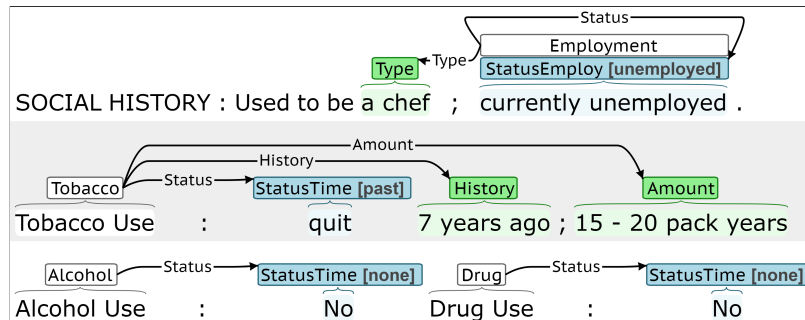 Status
Employment
Type Type StatusEmploy [unemployed]
SOCIAL HISTORY : Used to be a chef ; currently unemployed .
Amount
History
Tobacco Status StatusTime [past] History Amount
Tobacco Use : quit 7 years ago ; 15 - 20 pack years
Alcohol Status StatusTime [none] Drug Status StatusTime [none]
Alcohol Use : No Drug Use : No